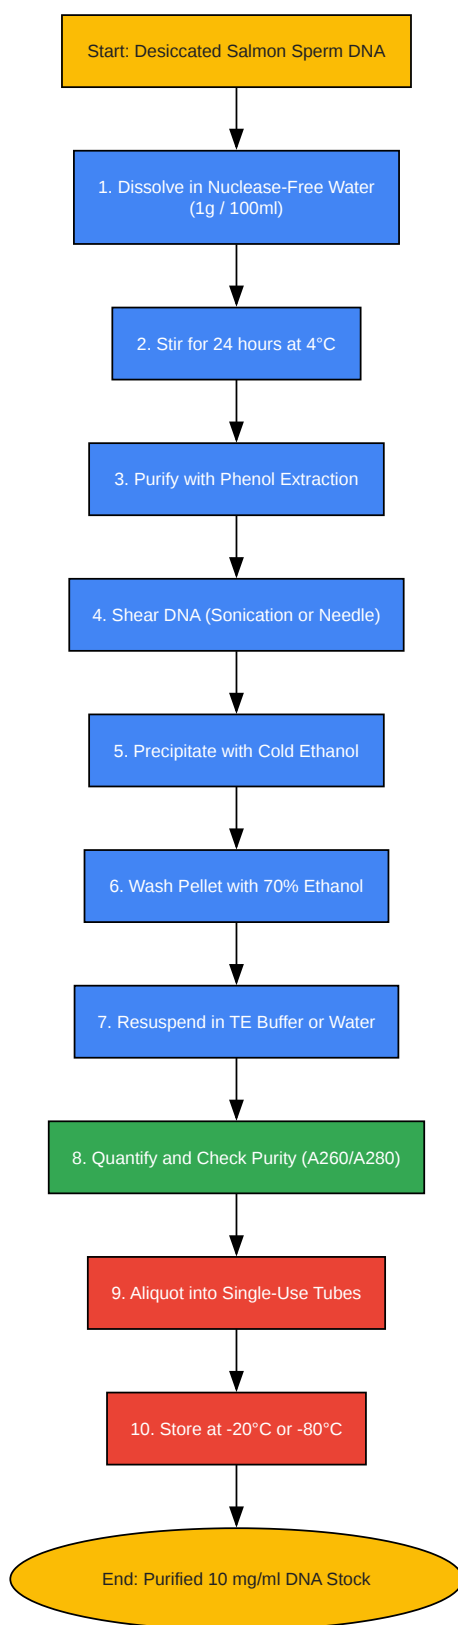 Start: Desiccated Salmon Sperm DNA
1. Dissolve in Nuclease-Free Water
(1g / 100ml)
2. Stir for 24 hours at 4°C
3. Purify with Phenol Extraction
4. Shear DNA (Sonication or Needle)
5. Precipitate with Cold Ethanol
6. Wash Pellet with 70% Ethanol
7. Resuspend in TE Buffer or Water
8. Quantify and Check Purity (A260/A280)
9. Aliquot into Single-Use Tubes
10. Store at -20°C or -80°C
End: Purified 10 mg/ml DNA Stock